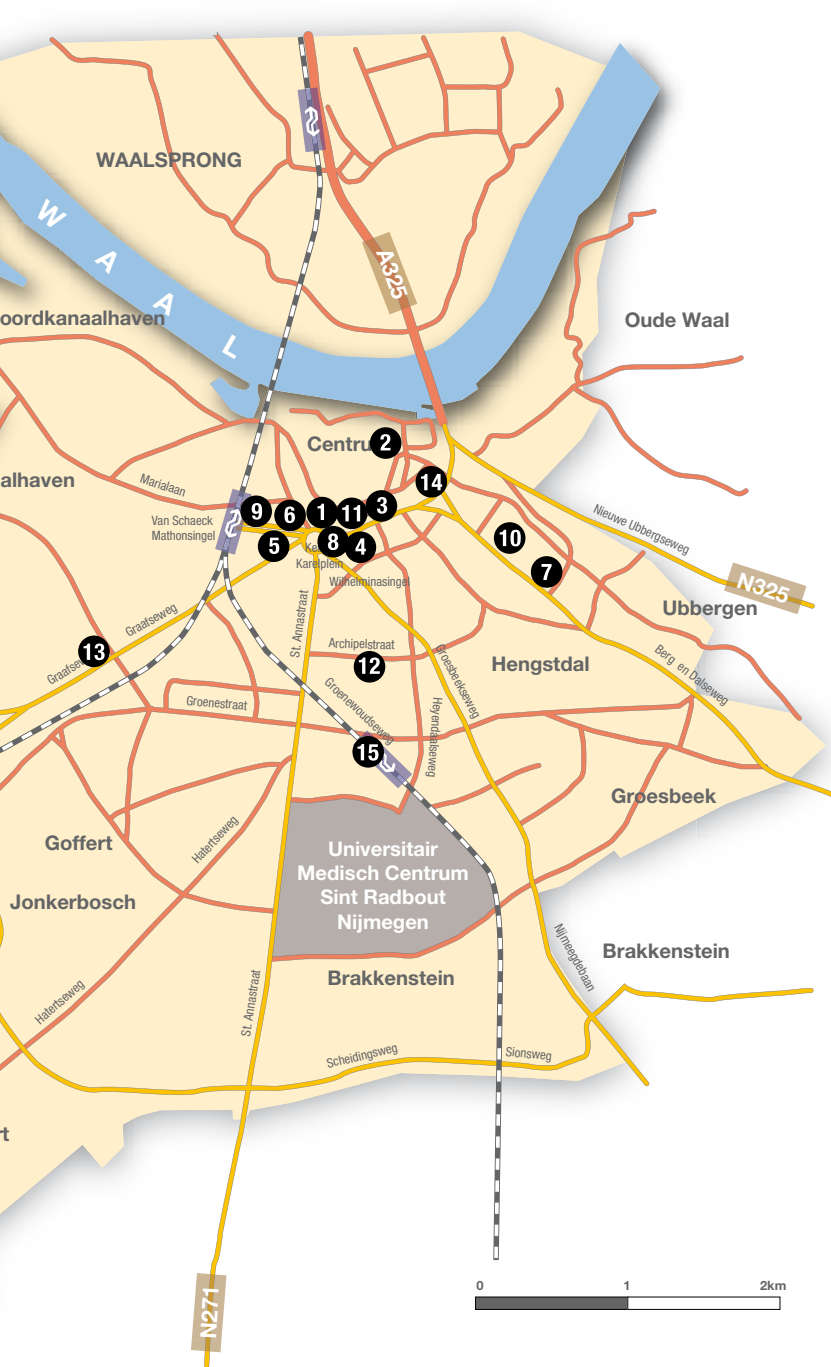 WAALSPRONG
W A A L
A325
oordkanaalhaven
Oude Waal
Centru
2
alhaven
14
Marialaan
9
6
1
11
3
Van Schaeck
Mathonsingel
5
8
4
Ke
Karelplein
Wilhelminasingel
10
7
Nieuwe Ubbergseweg
N325
Ubbergen
St. Annastraat
Graafseweg
13
Graafsew
Archipelstraat
12
Hengstdal
Groesbeekseweg
Berg en Dalseweg
Groenestraat
Groenewoudseweg
Heyendaalseweg
15
Groesbeek
Goffert
Hatertseweg
Universitair
Medisch Centrum
Sint Radbout
Nijmegen
Jonkerbosch
Nijmeegdebaan
Brakkenstein
Brakkenstein
Hatertseweg
St. Annastraat
Scheidingsweg
Sionsweg
rt
N271
0 1 2km